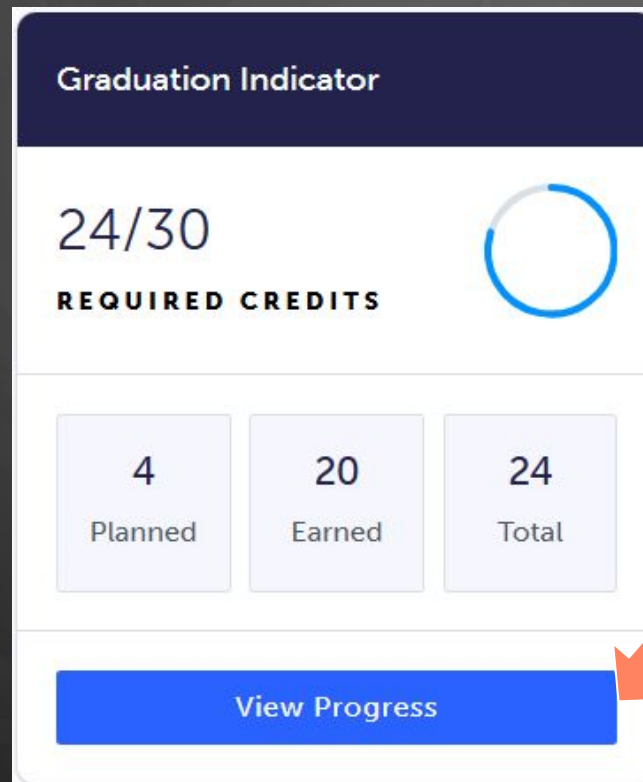 Graduation Indicator
24/30
REQUIRED CREDITS
4 20 24
Planned Earned Total
View Progress